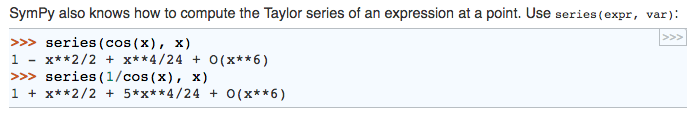 SymPy also knows how to compute the Taylor series of an expression at a point. Use series(expr, var):
>>>
>>> series(cos(x), x)
1 - x**2/2 + x**4/24 + O(x**6)
>>> series(1/cos(x), x)
1 + x**2/2 + 5*x**4/24 + O(x**6)